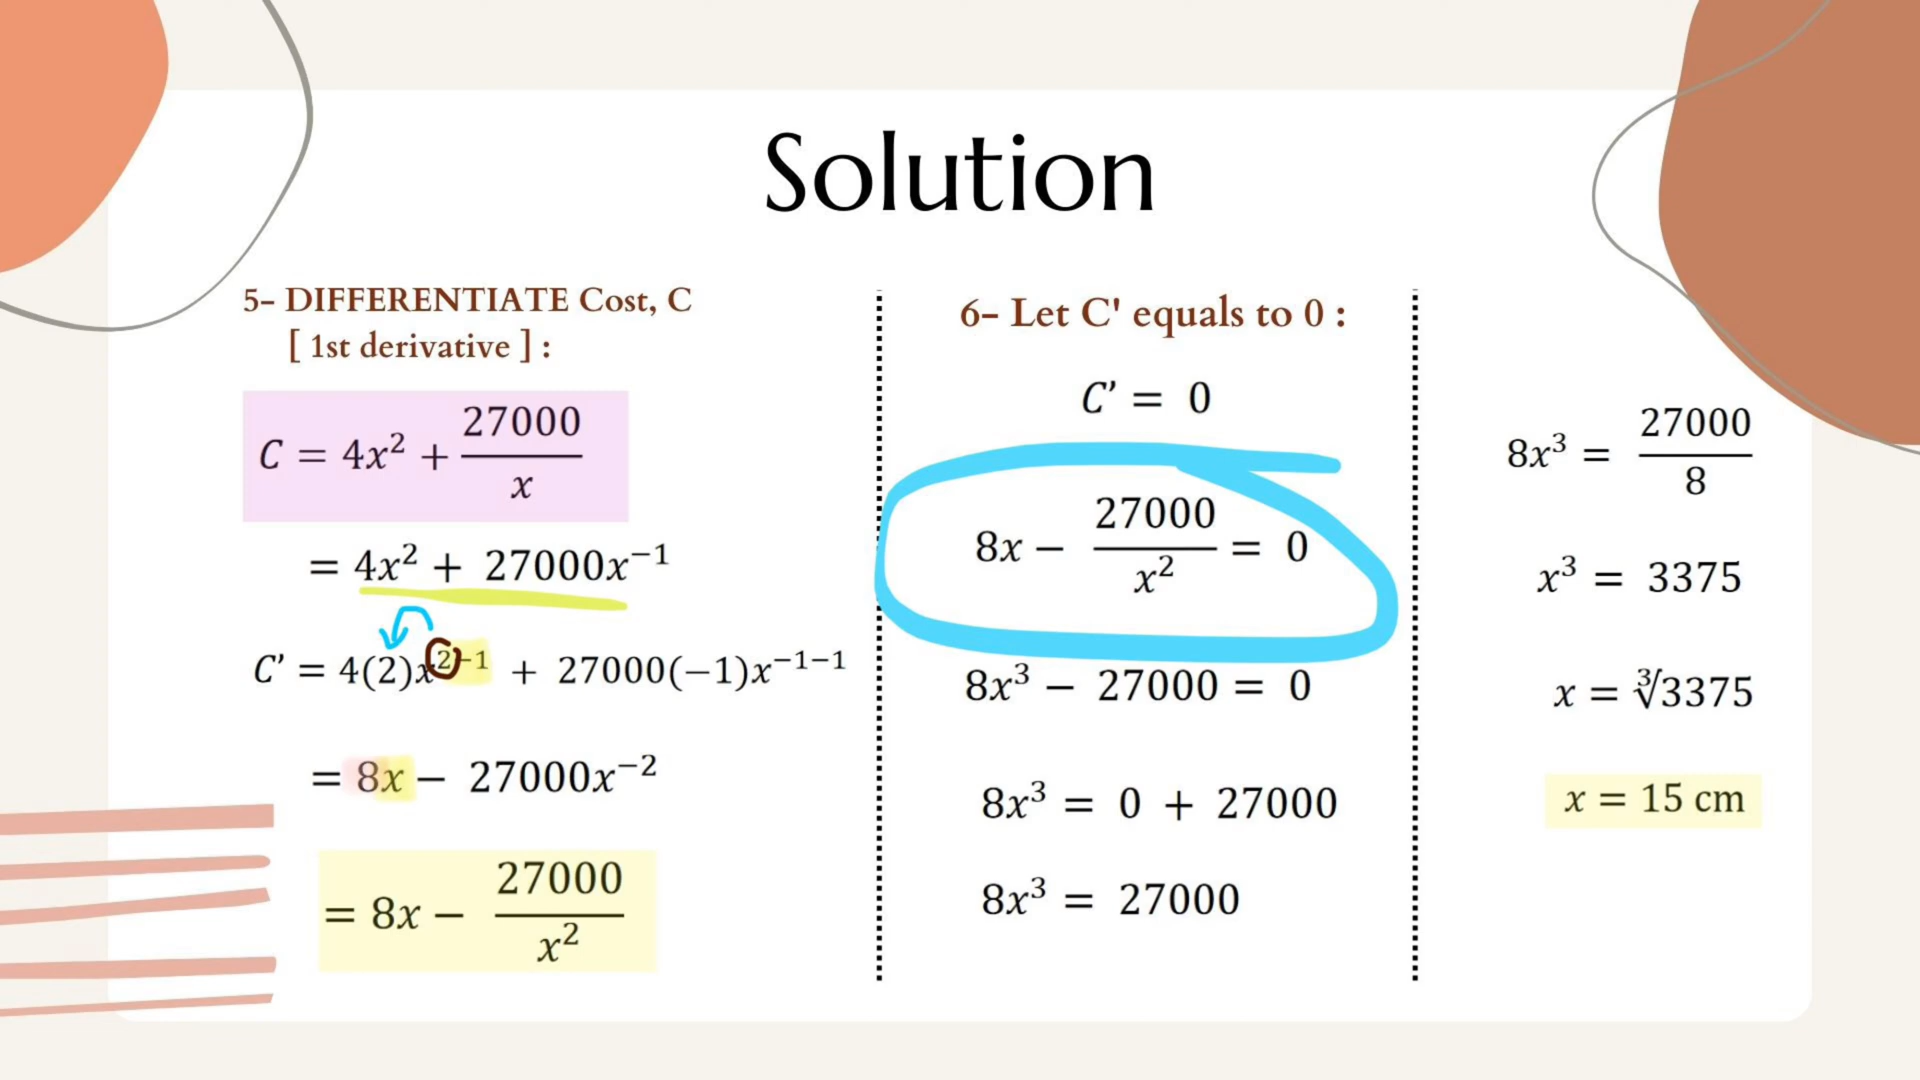 Solution
5– DIFFERENTIATE Cost, C
[ 1st derivative ] :
C = 4x² + 27000/x
= 4x² + 27000x⁻¹
C’ = 4(2)x²⁻¹ + 27000(−1)x⁻¹⁻¹
= 8x − 27000x⁻²
= 8x − 27000/x²
6– Let C' equals to 0 :
C’ = 0
8x − 27000/x² = 0
8x³ − 27000 = 0
8x³ = 0 + 27000
8x³ = 27000
8x³ = 27000/8
x³ = 3375
x = ∛3375
x = 15 cm